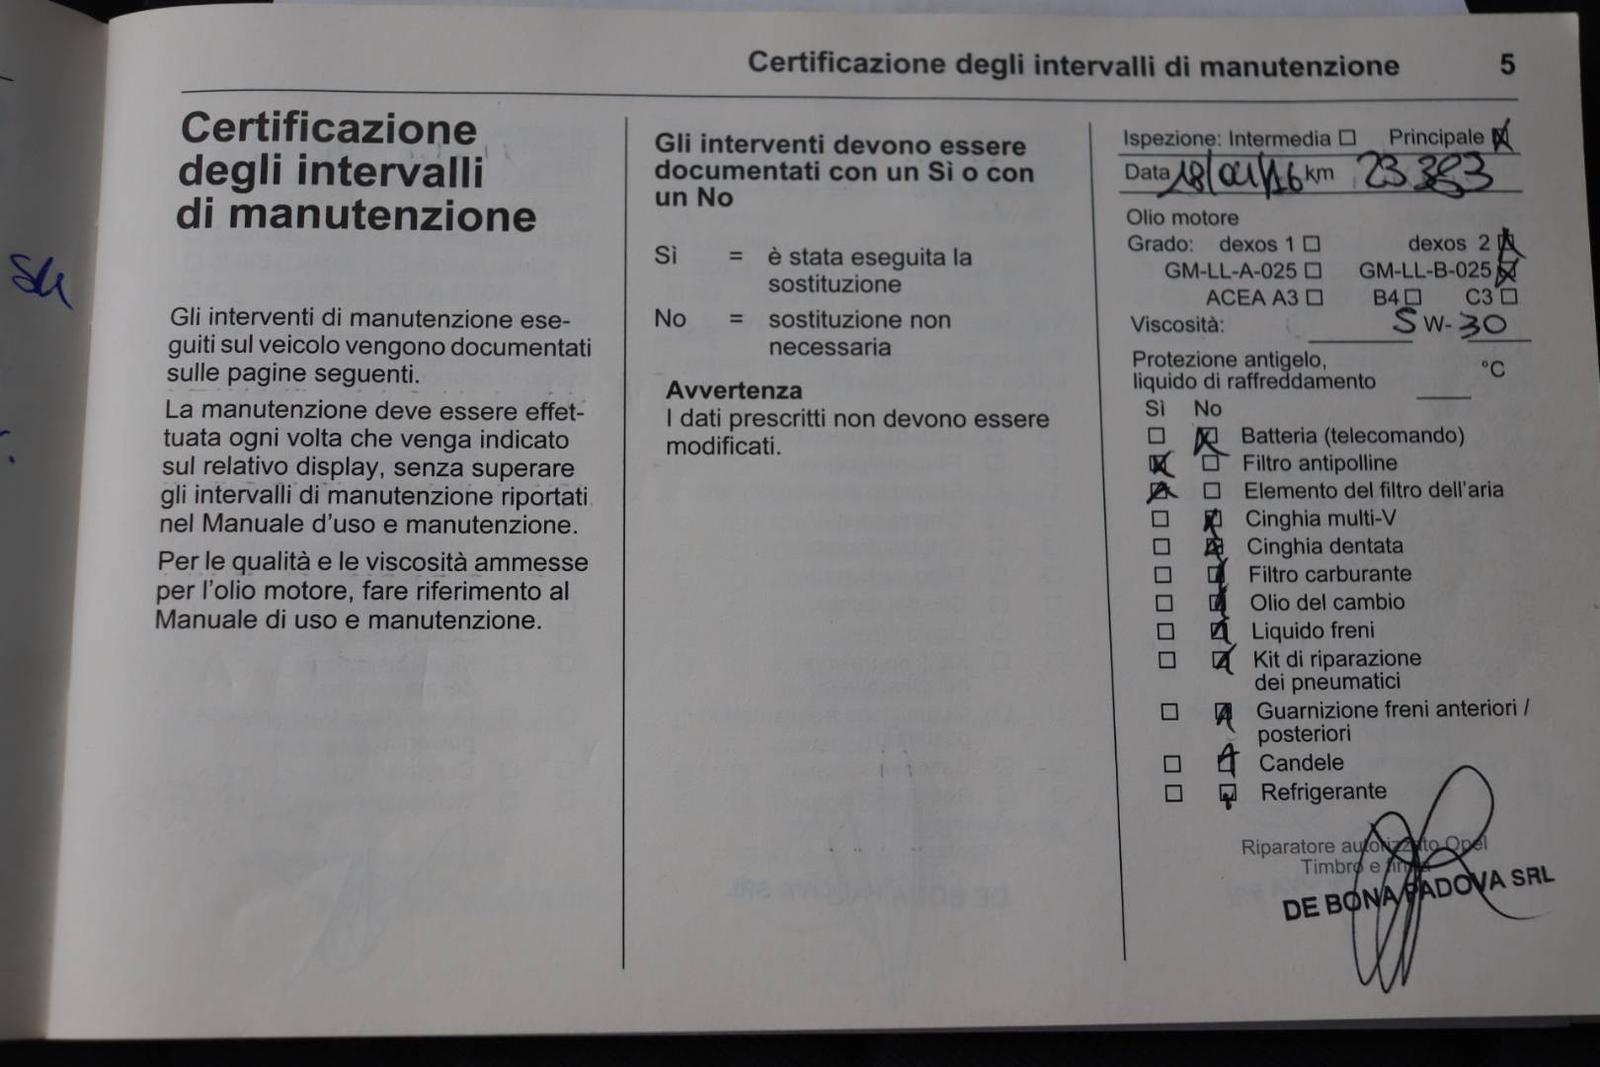 Certificazione degli intervalli di manutenzione 5
Certificazione
degli intervalli
di manutenzione
Gli interventi di manutenzione ese-
guiti sul veicolo vengono documentati
sulle pagine seguenti.
La manutenzione deve essere effet-
tuata ogni volta che venga indicato
sul relativo display, senza superare
gli intervalli di manutenzione riportati
nel Manuale d'uso e manutenzione.
Per le qualità e le viscosità ammesse
per l'olio motore, fare riferimento al
Manuale di uso e manutenzione.
Gli interventi devono essere
documentati con un Sì o con
un No
Sì = è stata eseguita la
sostituzione
No = sostituzione non
necessaria
Avvertenza
I dati prescritti non devono essere
modificati.
Ispezione: Intermedia Principale
Data km
Olio motore
Grado: dexos 1 dexos 2
GM-LL-A-025 GM-LL-B-025
ACEA A3 B4 C3
Viscosità: 5 W-30
Protezione antigelo,
liquido di raffreddamento °C
Sì No
Batteria (telecomando)
Filtro antipolline
Elemento del filtro dell'aria
Cinghia multi-V
Cinghia dentata
Filtro carburante
Olio del cambio
Liquido freni
Kit di riparazione
dei pneumatici
Guarnizione freni anteriori /
posteriori
Candele
Refrigerante
Riparatore autorizzato Opel
Timbro e firma
DE BONA PADOVA SRL